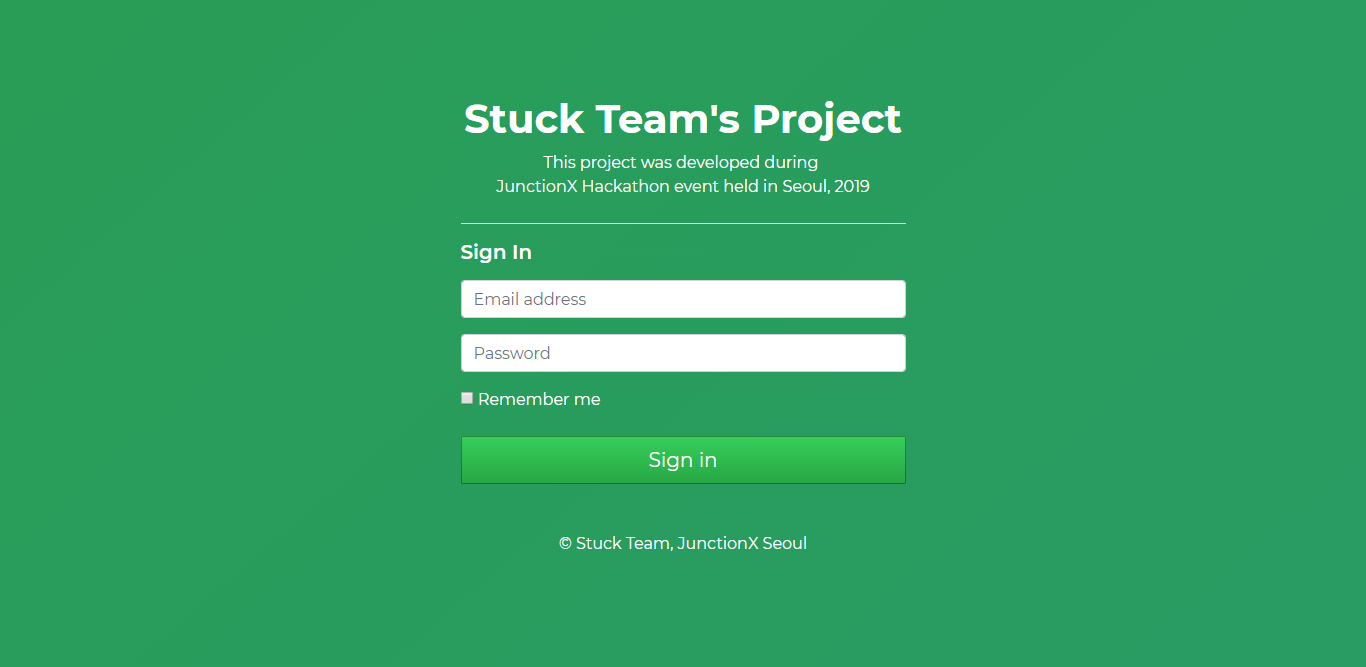 Stuck Team's Project
This project was developed during
JunctionX Hackathon event held in Seoul, 2019
Sign In
Email address
Password
Remember me
Sign in
© Stuck Team, JunctionX Seoul